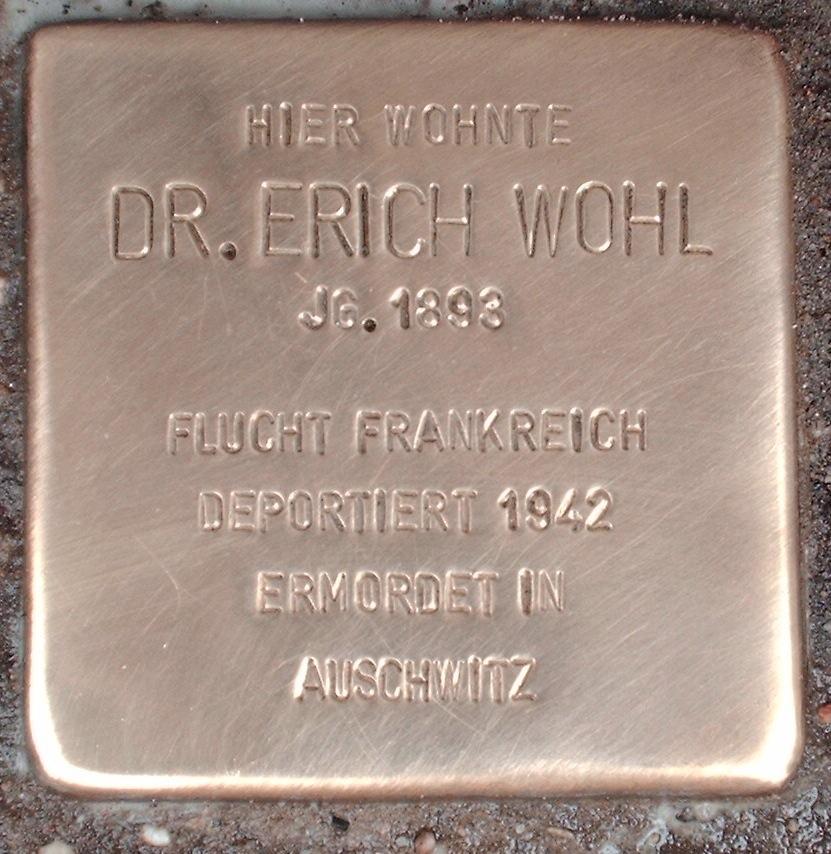 HIER WOHNTE
DR. ERICH WOHL
JG. 1893
FLUCHT FRANKREICH
DEPORTIERT 1942
ERMORDET IN
AUSCHWITZ